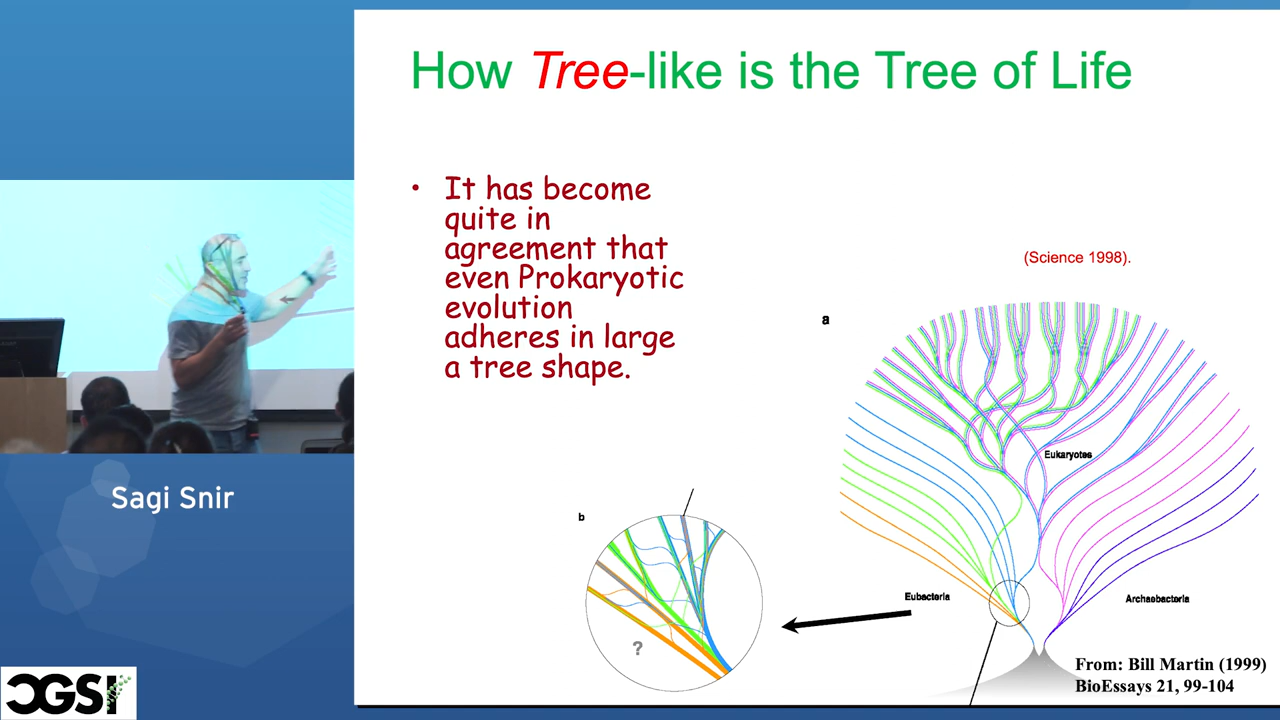 How Tree-like is the Tree of Life
• It has become
quite in
agreement that
even Prokaryotic
evolution
adheres in large
a tree shape.
(Science 1998).
a
Eukaryotes
b
Eubacteria
Archaebacteria
?
From: Bill Martin (1999)
BioEssays 21, 99-104
Sagi Snir
CGSI